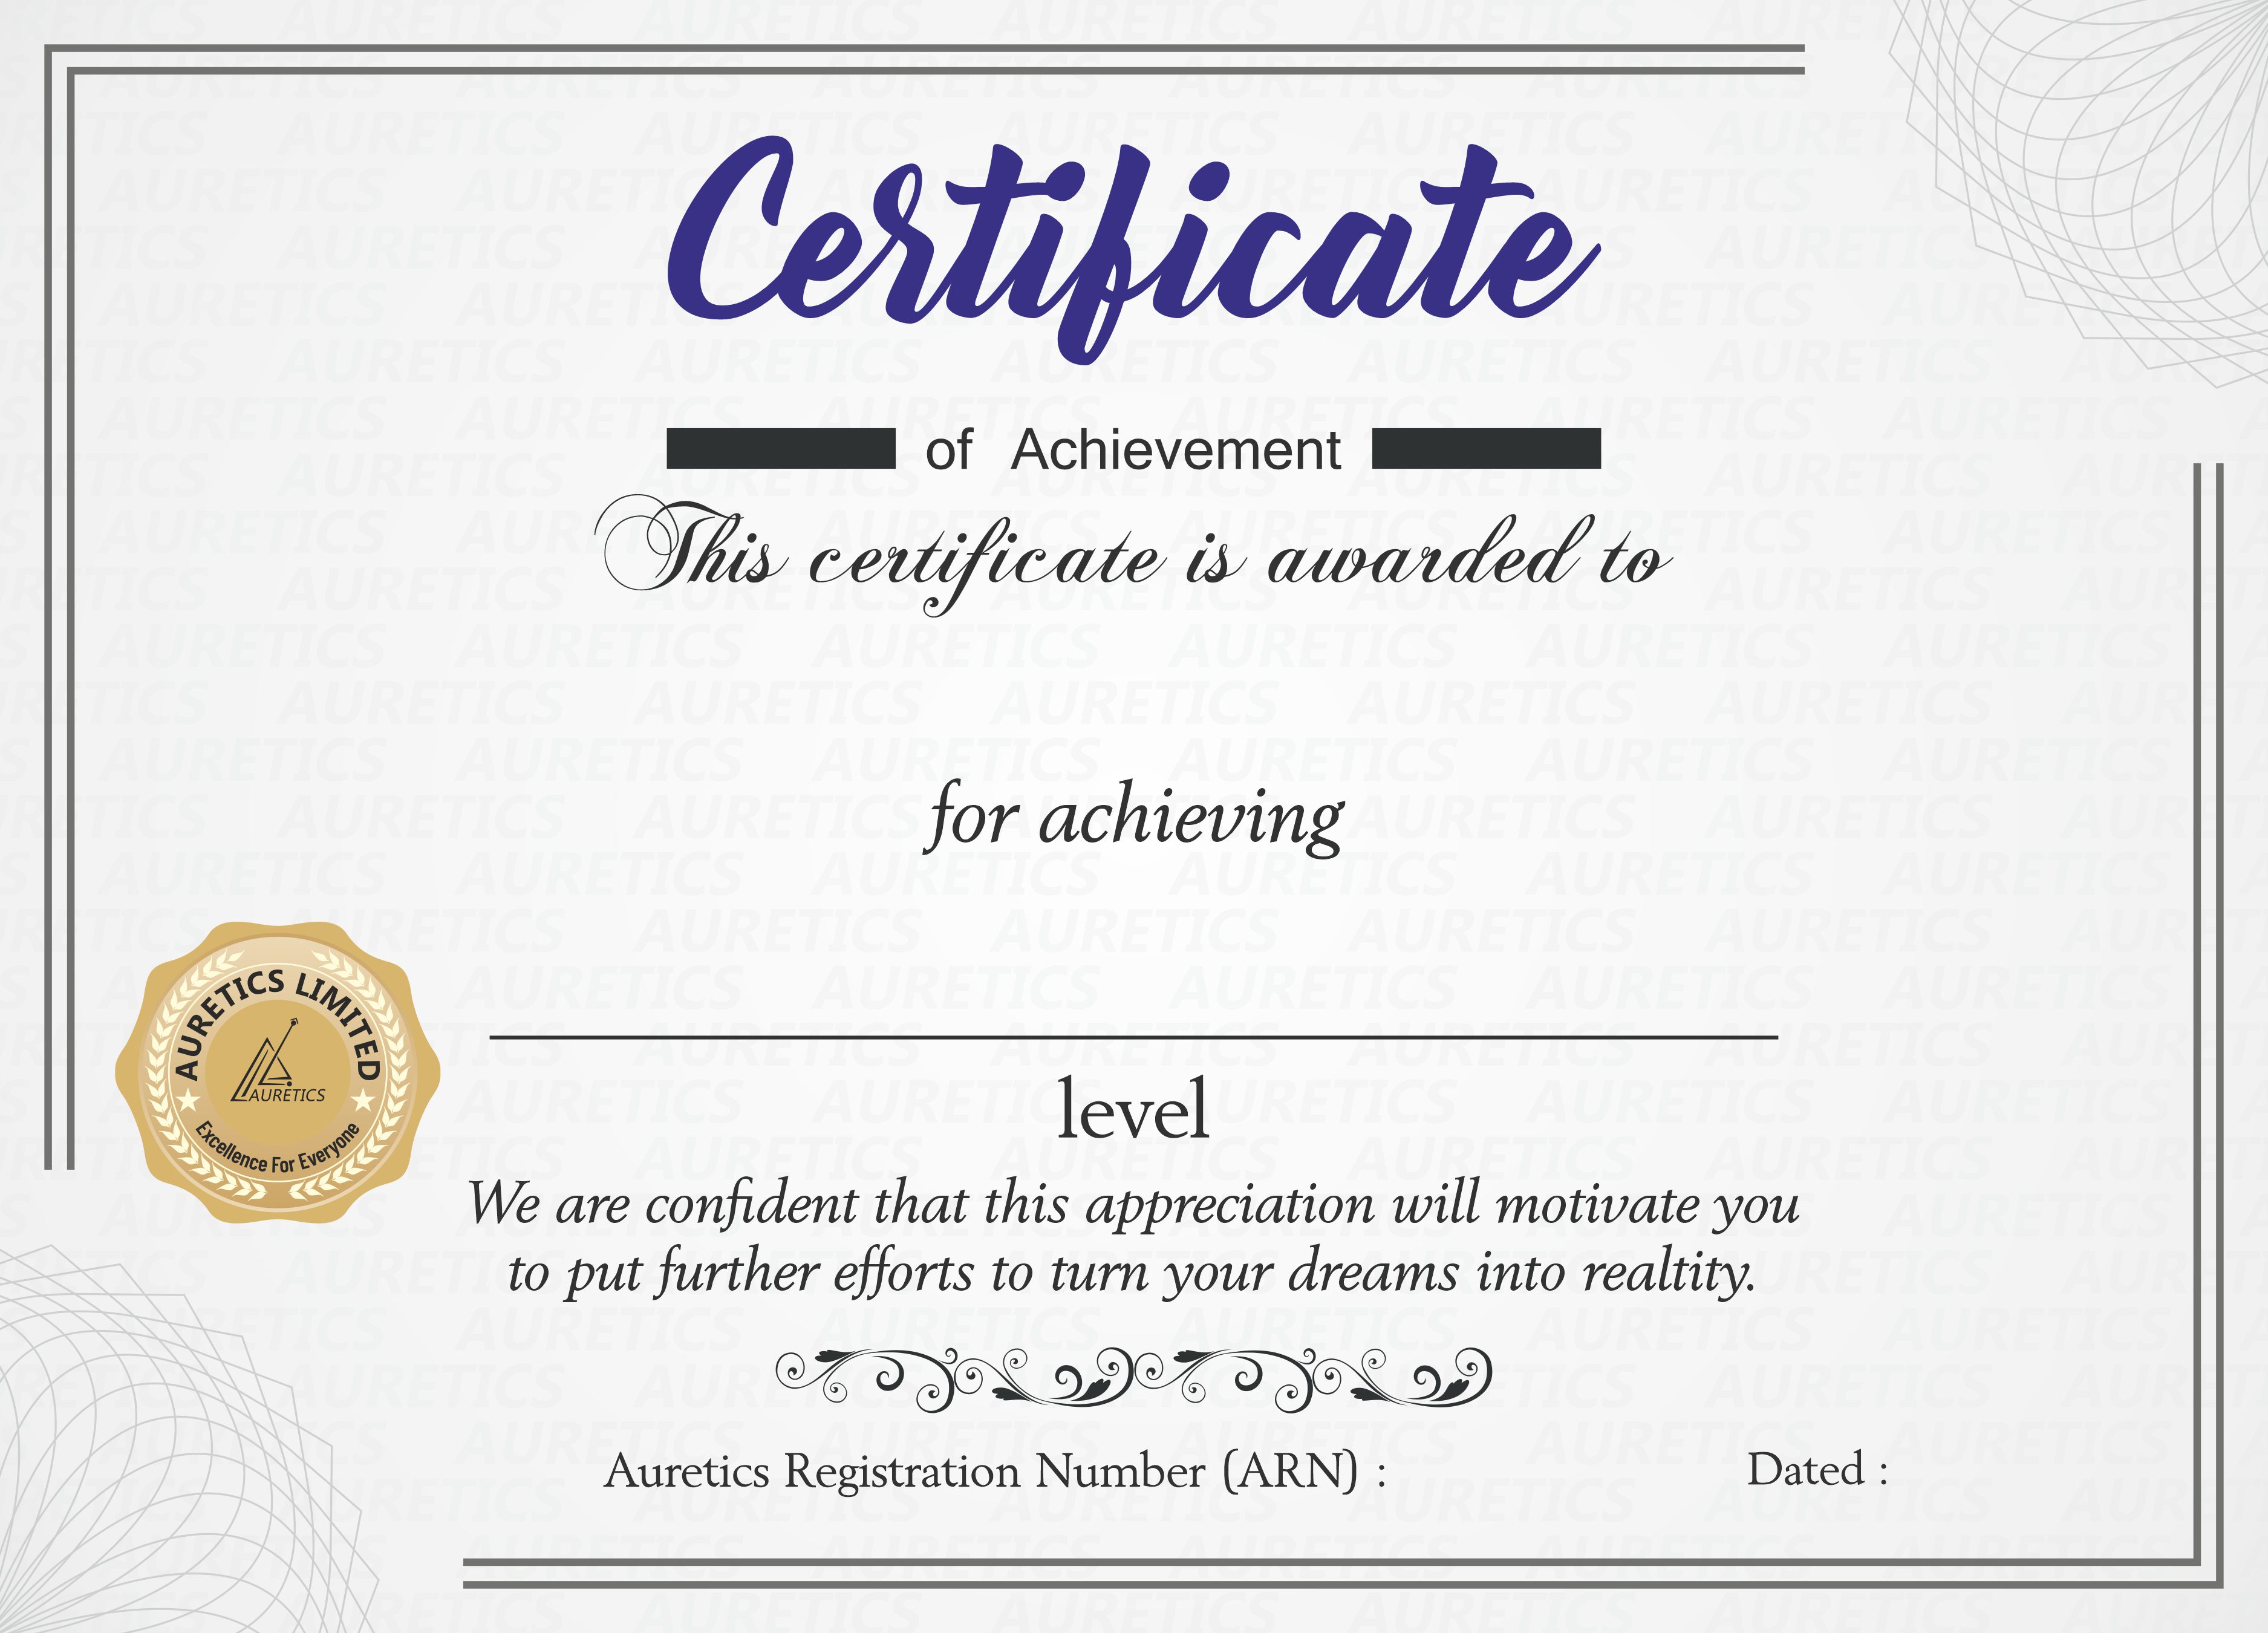 Certificate
of Achievement
This certificate is awarded to
for achieving
AURETICS LIMITED
AURETICS
Excellence For Everyone
level
We are confident that this appreciation will motivate you
to put further efforts to turn your dreams into realtity.
Auretics Registration Number (ARN) :
Dated :